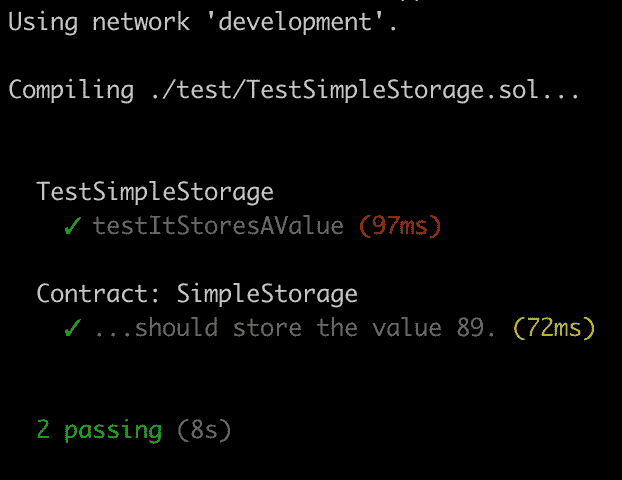 Using network 'development'.
Compiling ./test/TestSimpleStorage.sol...
TestSimpleStorage
✓ testItStoresAValue (97ms)
Contract: SimpleStorage
✓ ...should store the value 89. (72ms)
2 passing (8s)